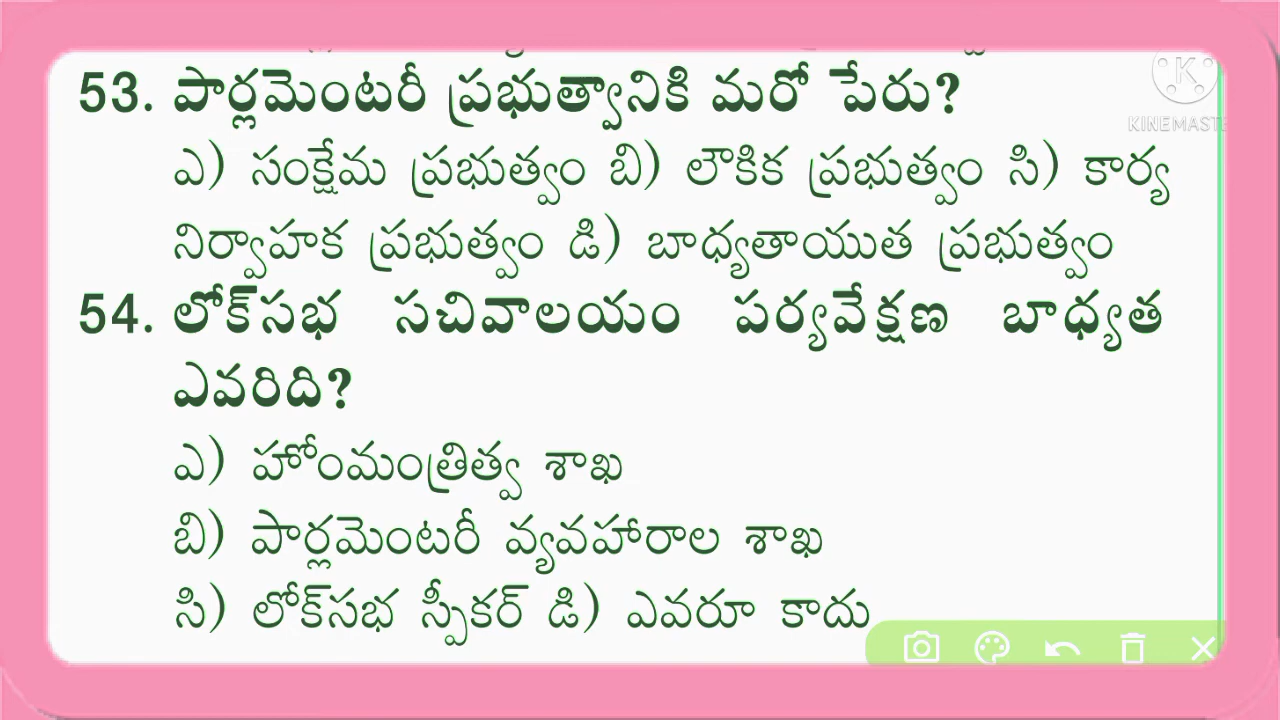 53. పార్లమెంటరీ ప్రభుత్వానికి మరో పేరు?
KINEMASTE
ఎ) సంక్షేమ ప్రభుత్వం బి) లౌకిక ప్రభుత్వం సి) కార్య
నిర్వాహక ప్రభుత్వం డి) బాధ్యతాయుత ప్రభుత్వం
54. లోక్‌సభ సచివాలయం పర్యవేక్షణ బాధ్యత
ఎవరిది?
ఎ) హోంమంత్రిత్వ శాఖ
బి) పార్లమెంటరీ వ్యవహారాల శాఖ
సి) లోక్‌సభ స్పీకర్ డి) ఎవరూ కాదు